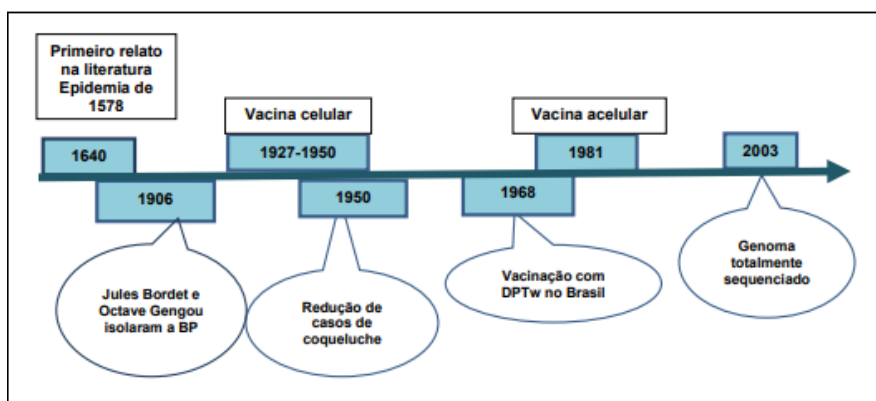 Primeiro relato
na literatura
Epidemia de
1578
Vacina celular
Vacina acelular
1640
1927-1950
1981
2003
1906
1950
1968
Jules Bordet e
Octave Gengou
isolaram a BP
Redução de
casos de
coqueluche
Vacinação com
DPTw no Brasil
Genoma
totalmente
sequenciado